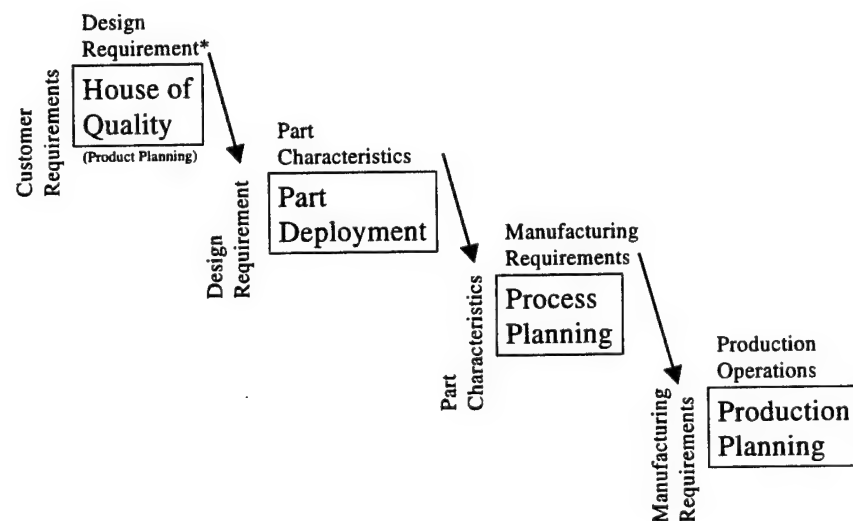 Design
Requirement*
Customer
Requirements
House of
Quality
(Product Planning)
Part
Characteristics
Design
Requirement
Part
Deployment
Manufacturing
Requirements
Part
Characteristics
Process
Planning
Production
Operations
Manufacturing
Requirements
Production
Planning